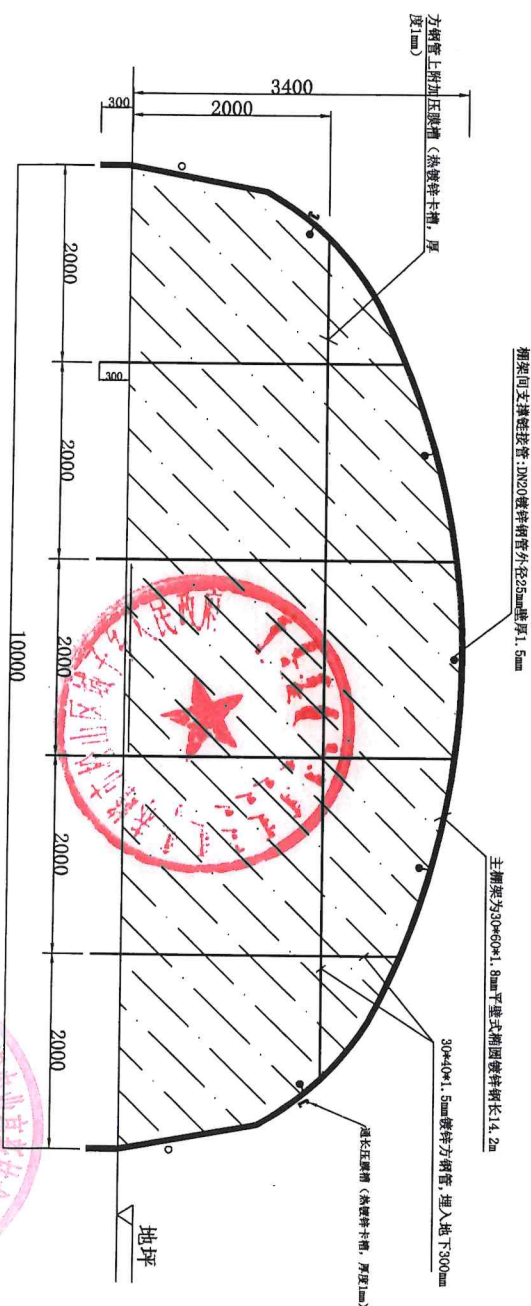 方钢管上附加压膜槽（热镀锌卡槽，厚
度1mm）
棚架间支撑链接管:DN20镀锌钢管外径25mm壁厚1.5mm
主棚架为30*60*1.8mm平壁式椭圆镀锌钢长14.2m
30*40*1.5mm镀锌方钢管,埋入地下300mm
通长压膜槽（热镀锌卡槽，厚度1mm）
3400
2000
300
300
2000
2000
2000
2000
2000
10000
地坪